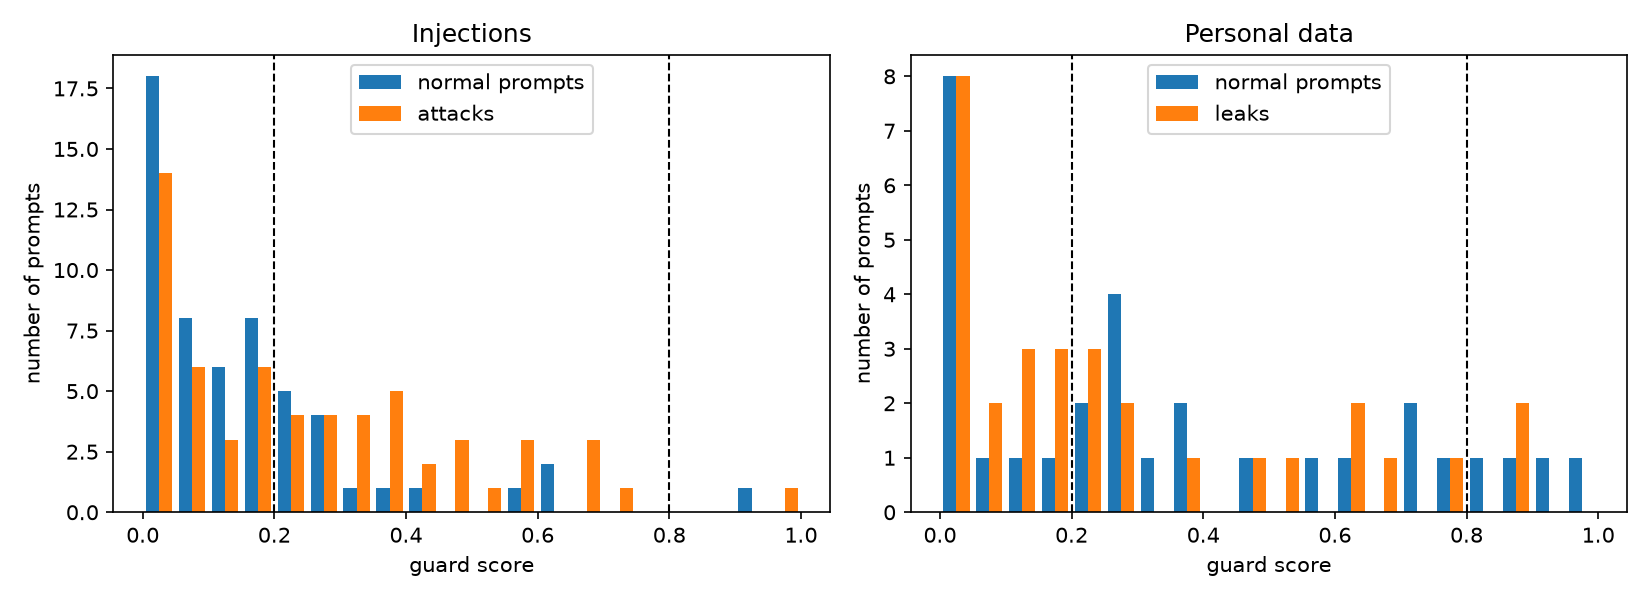 Injections
normal prompts
attacks
number of prompts
17.5
15.0
12.5
10.0
7.5
5.0
2.5
0.0
0.0 0.2 0.4 0.6 0.8 1.0
guard score
Personal data
normal prompts
leaks
number of prompts
8
7
6
5
4
3
2
1
0
0.0 0.2 0.4 0.6 0.8 1.0
guard score